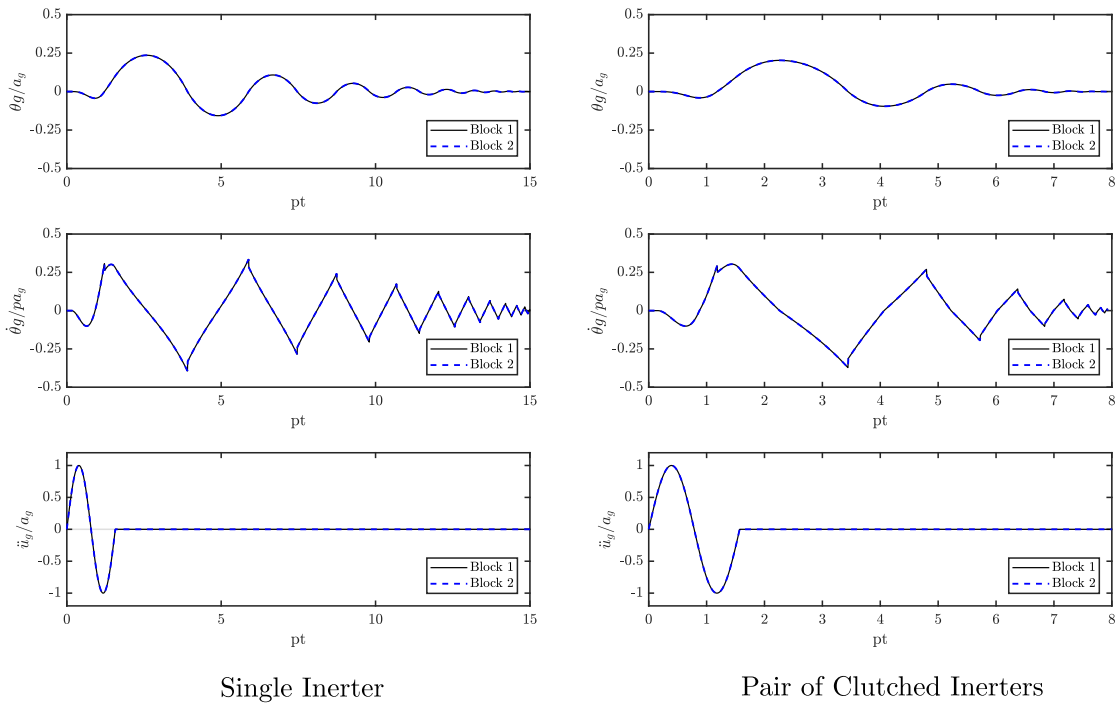 0.5
0.25
0
-0.25
-0.5
θg/a_g
0 5 10 15
pt
Block 1
Block 2
0.5
0.25
0
-0.25
-0.5
θg/a_g
0 1 2 3 4 5 6 7 8
pt
Block 1
Block 2
0.5
0.25
0
-0.25
-0.5
θ̇g/pa_g
0 5 10 15
pt
Block 1
Block 2
0.5
0.25
0
-0.25
-0.5
θ̇g/pa_g
0 1 2 3 4 5 6 7 8
pt
Block 1
Block 2
1
0.5
0
-0.5
-1
ü_g/a_g
0 5 10 15
pt
Block 1
Block 2
1
0.5
0
-0.5
-1
ü_g/a_g
0 1 2 3 4 5 6 7 8
pt
Block 1
Block 2
Single Inerter
Pair of Clutched Inerters